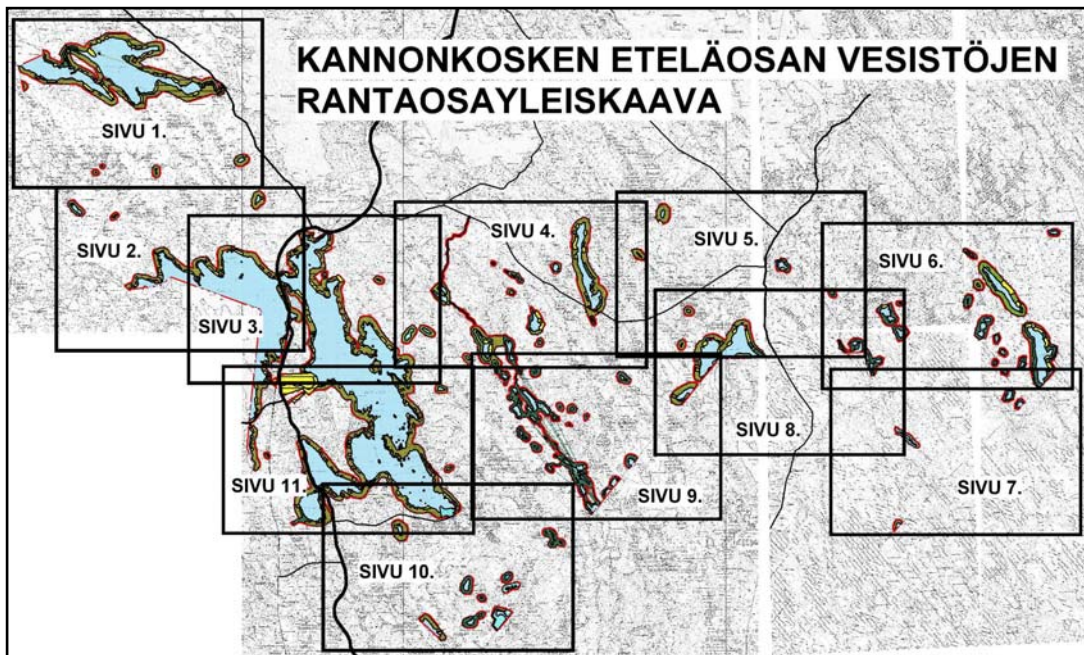 KANNONKOSKEN ETELÄOSAN VESISTÖJEN
RANTAOSAYLEISKAAVA
SIVU 1.
SIVU 2.
SIVU 3.
SIVU 4.
SIVU 5.
SIVU 6.
SIVU 7.
SIVU 8.
SIVU 9.
SIVU 10.
SIVU 11.